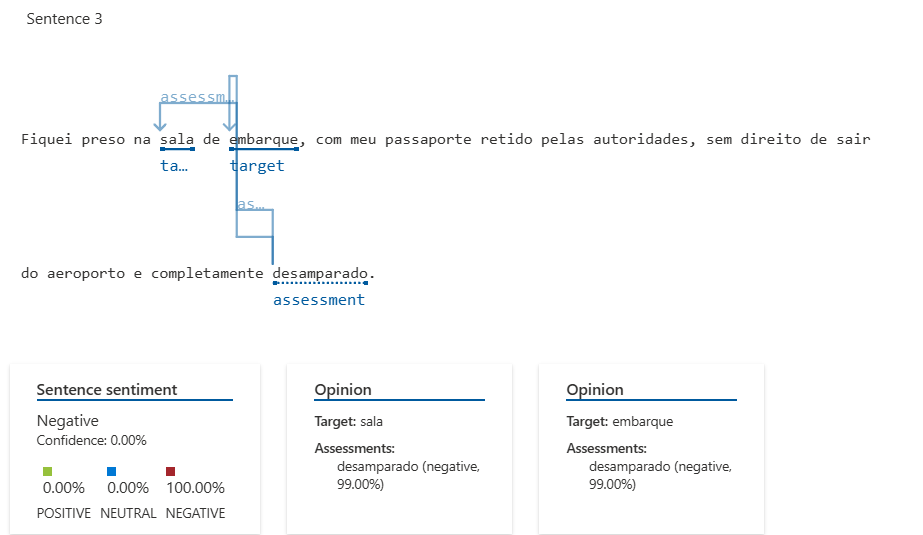 Sentence 3
assessm...
Fiquei preso na sala de embarque, com meu passaporte retido pelas autoridades, sem direito de sair
ta... target
as...
do aeroporto e completamente desamparado.
assessment
Sentence sentiment
Negative
Confidence: 0.00%
0.00% 0.00% 100.00%
POSITIVE NEUTRAL NEGATIVE
Opinion
Target: sala
Assessments:
desamparado (negative,
99.00%)
Opinion
Target: embarque
Assessments:
desamparado (negative,
99.00%)